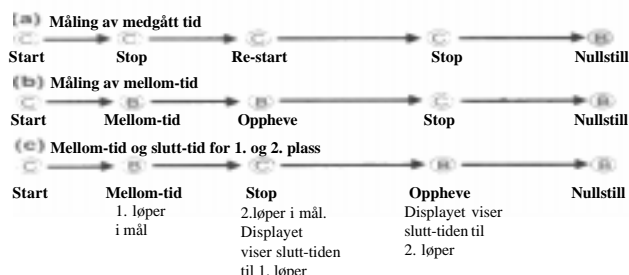 (a) Måling av medgått tid
C C C C B
Start Stop Re-start Stop Nullstill
(b) Måling av mellom-tid
C B B C B
Start Mellom-tid Oppheve Stop Nullstill
(c) Mellom-tid og slutt-tid for 1. og 2. plass
C B C B B
Start Mellom-tid Stop Oppheve Nullstill
1. løper 2.løper i mål. Displayet viser
i mål Displayet slutt-tiden til
viser slutt-tiden 2. løper
til 1. løper